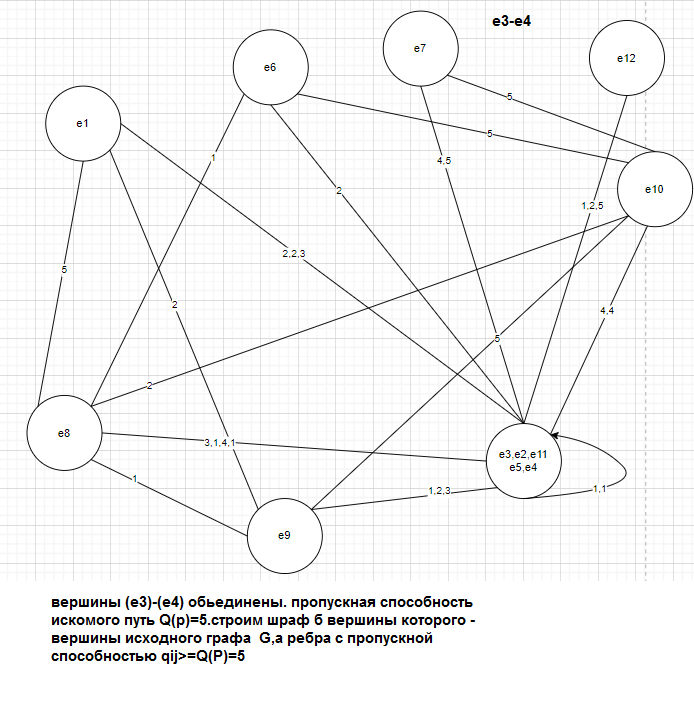 e3-e4
e7
e12
e6
5
e1
5
4,5
1
e10
2
1,2,5
2,2,3
5
2
4,4
5
2
e8
3,1,4,1
e3,e2,e11
e5,e4
1
1,2,3
1,1
e9
вершины (e3)-(e4) обьединены. пропускная способность
искомого путь Q(p)=5.строим шраф б вершины которого -
вершины исходного графа G,а ребра с пропускной
способностью qij>=Q(P)=5